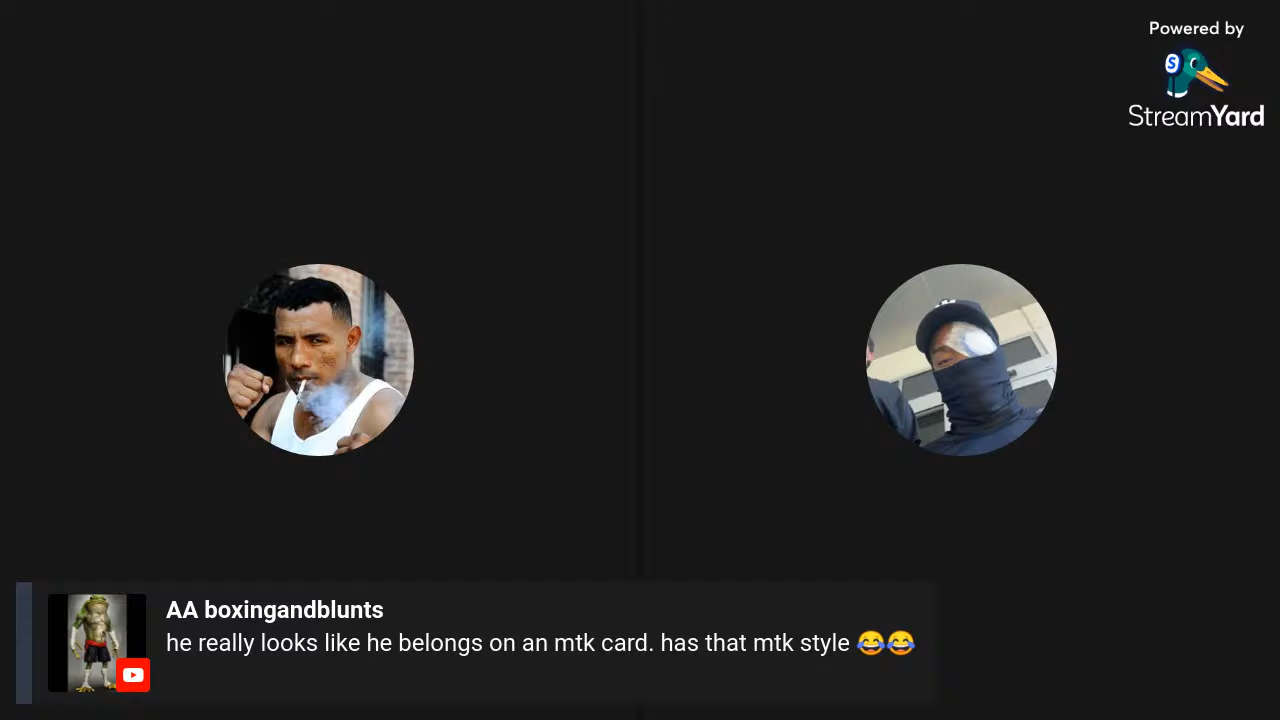 Powered by
StreamYard
AA boxingandblunts
he really looks like he belongs on an mtk card. has that mtk style 😂😂